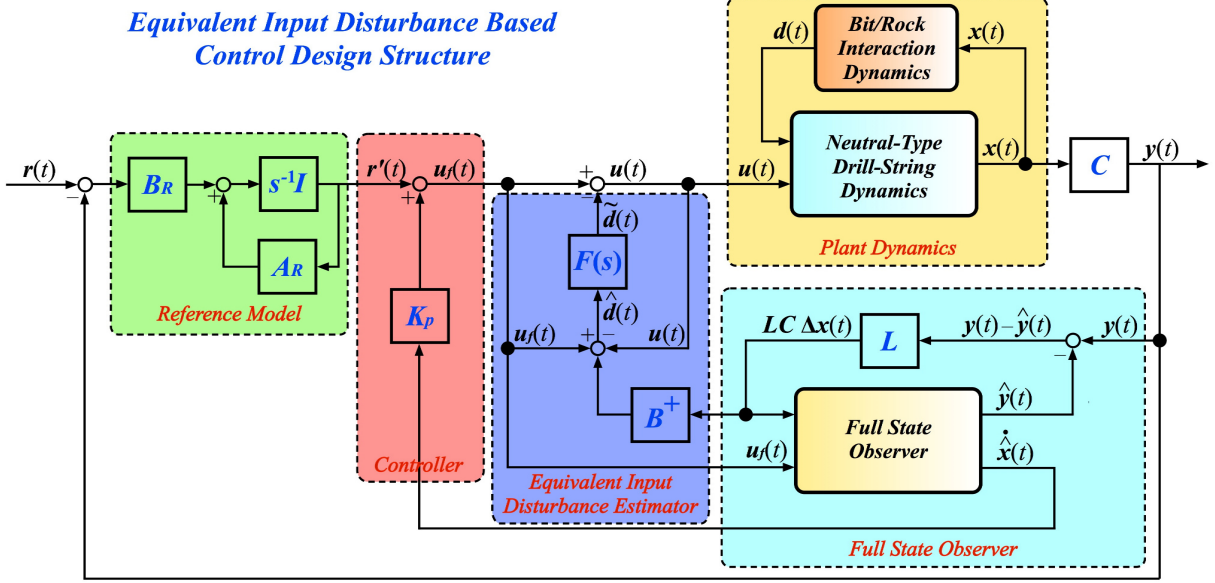 Equivalent Input Disturbance Based
Control Design Structure
d(t)
Bit/Rock
Interaction
Dynamics
x(t)
r(t)
−
B_R
+
s⁻¹I
A_R
Reference Model
r'(t)
+
u_f(t)
K_p
Controller
+
−
u(t)
d̃(t)
F(s)
d̂(t)
u_f(t)
+
−
u(t)
B⁺
Equivalent Input
Disturbance Estimator
u(t)
Neutral-Type
Drill-String
Dynamics
x(t)
Plant Dynamics
C
y(t)
LC Δx(t)
L
y(t)−ŷ(t)
−
y(t)
Full State
Observer
ŷ(t)
u_f(t)
x̂̇(t)
Full State Observer